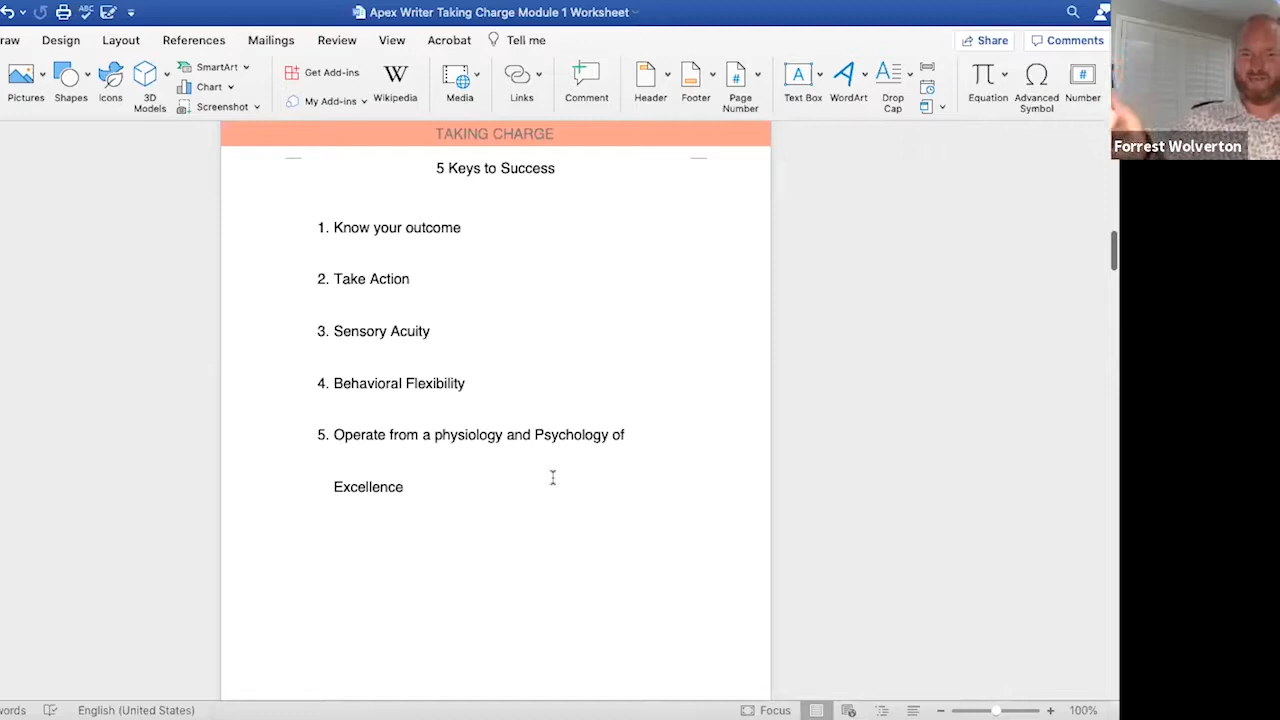 Apex Writer Taking Charge Module 1 Worksheet
raw Design Layout References Mailings Review View Acrobat Tell me Share Comments
Pictures Shapes Icons 3D Models SmartArt Chart Screenshot Get Add-ins My Add-ins Wikipedia Media Links Comment Header Footer Page Number Text Box WordArt Drop Cap Equation Advanced Symbol Number
ABC
W
A
#
π
Ω
Forrest Wolverton
TAKING CHARGE
5 Keys to Success
1. Know your outcome
2. Take Action
3. Sensory Acuity
4. Behavioral Flexibility
5. Operate from a physiology and Psychology of
Excellence
words English (United States) Focus 100%